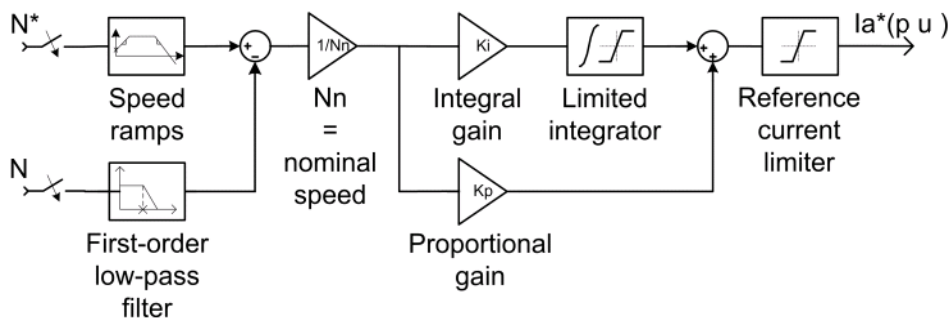 N*
Ia*(p u )
1/Nn
Ki
Speed
ramps
Nn
=
nominal
speed
Integral
gain
Limited
integrator
Reference
current
limiter
N
Kp
First-order
low-pass
filter
Proportional
gain